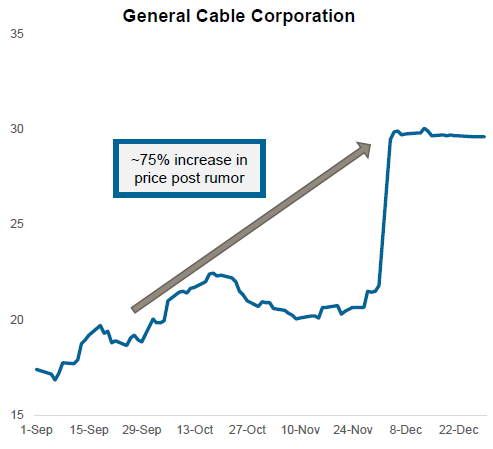 General Cable Corporation
35
30
~75% increase in
price post rumor
25
20
15
1-Sep 15-Sep 29-Sep 13-Oct 27-Oct 10-Nov 24-Nov 8-Dec 22-Dec